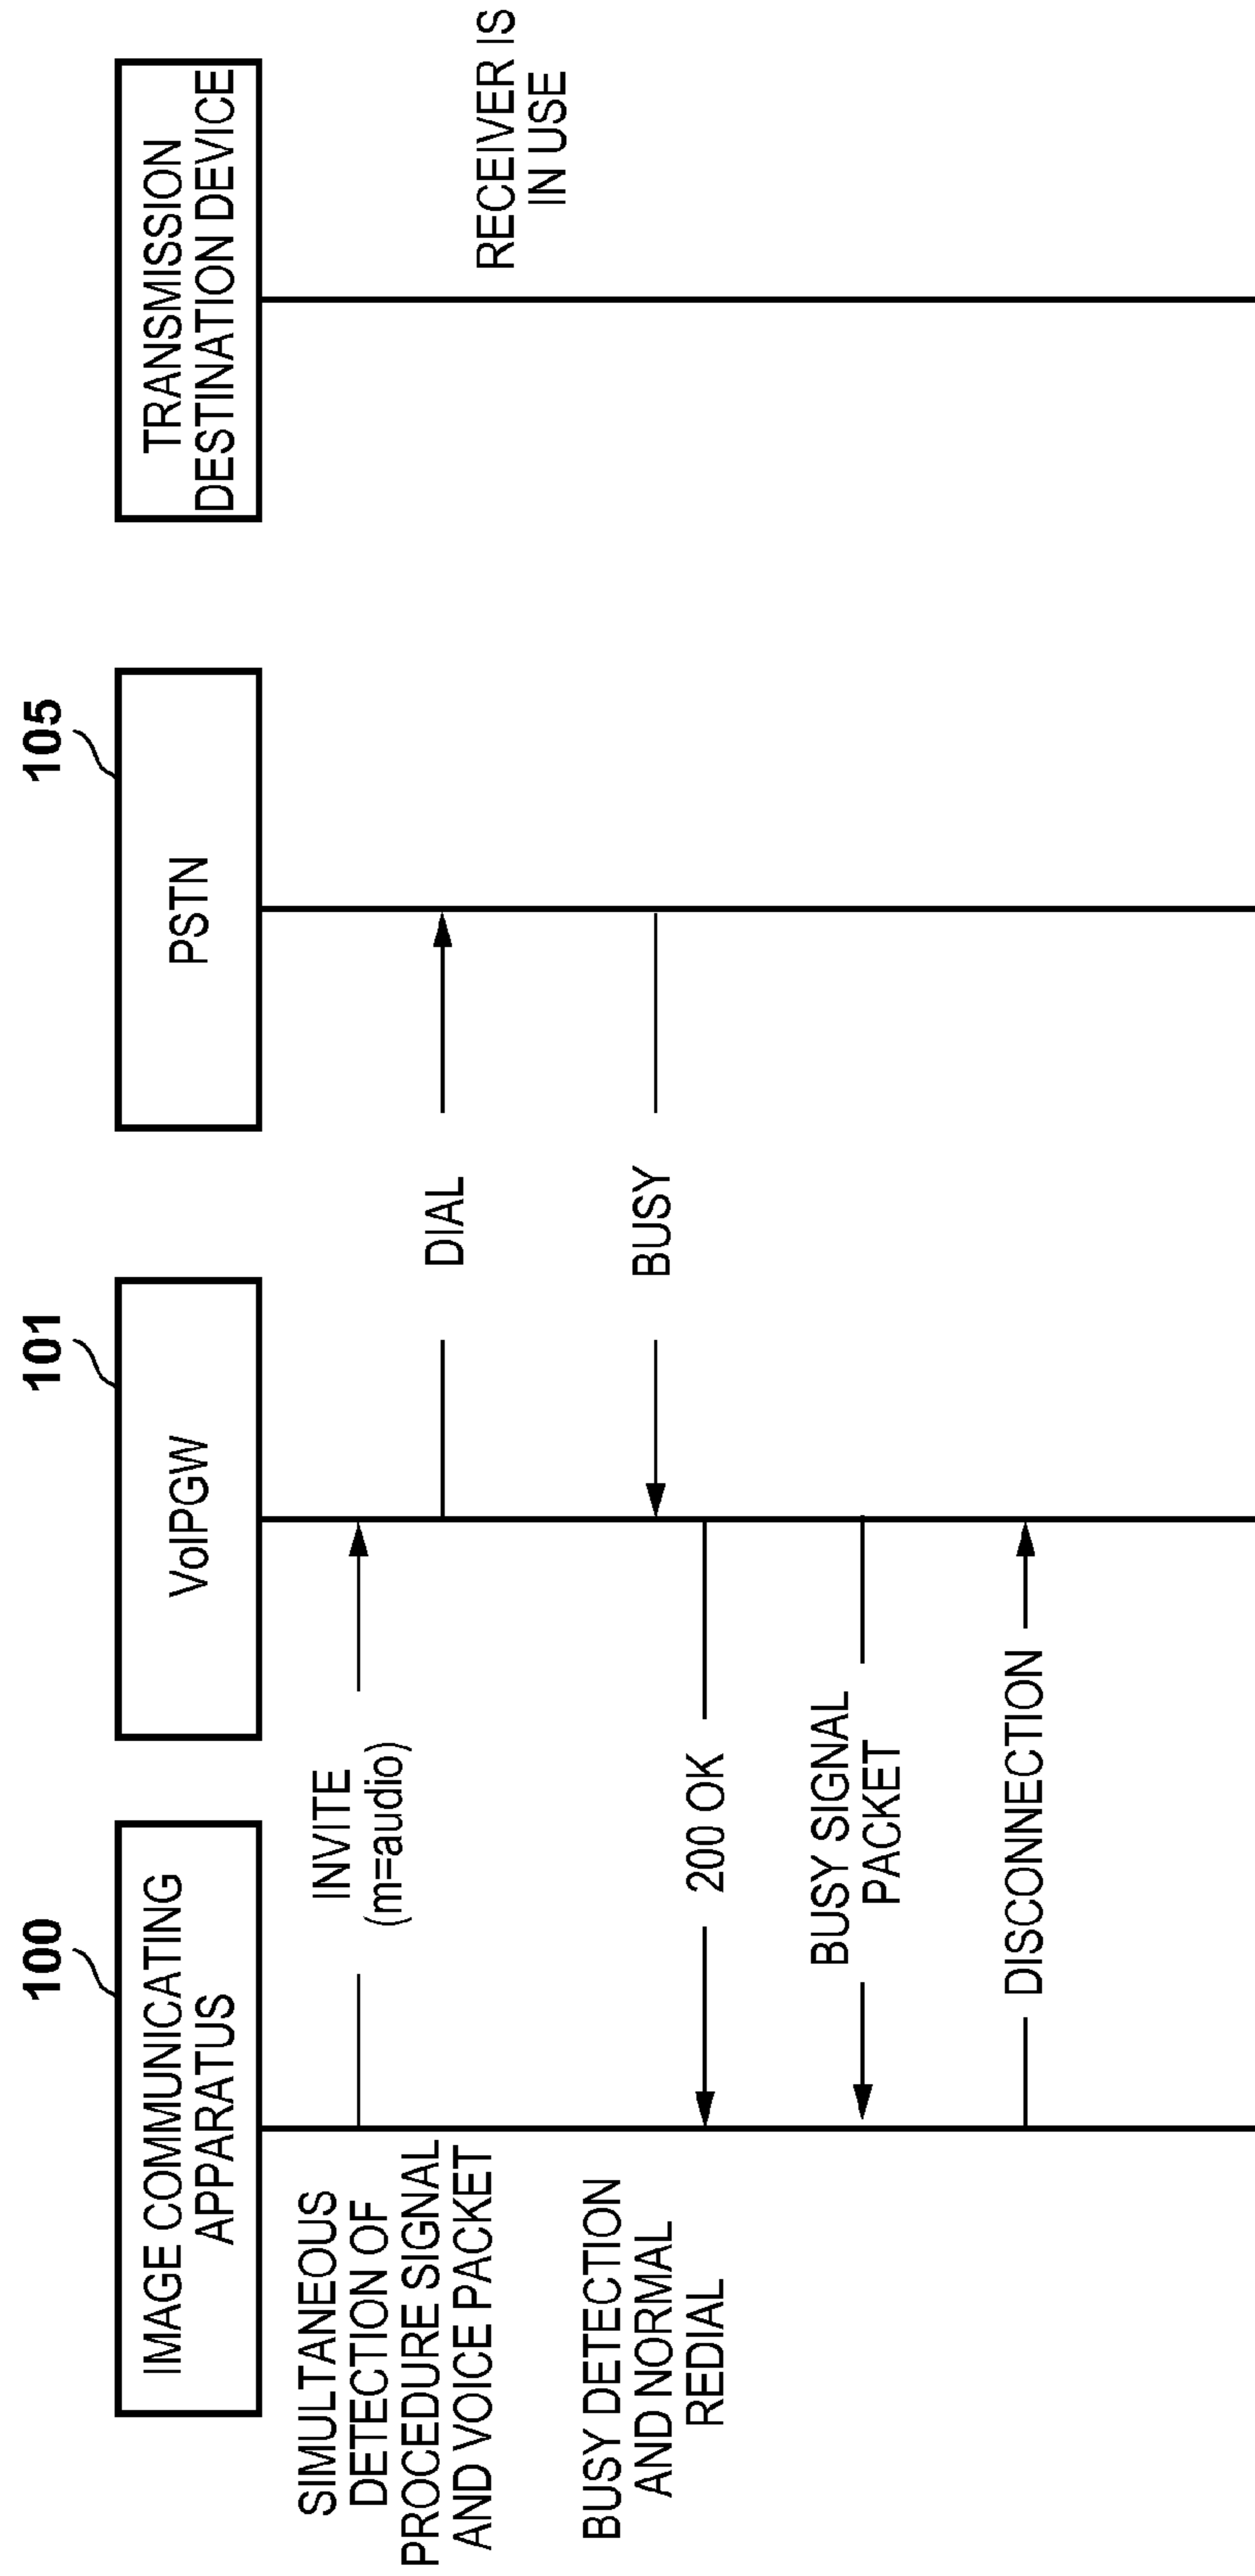 100
101
105
IMAGE COMMUNICATING
APPARATUS
VoIPGW
PSTN
TRANSMISSION
DESTINATION DEVICE
SIMULTANEOUS
DETECTION OF
PROCEDURE SIGNAL
AND VOICE PACKET
INVITE
(m=audio)
DIAL
RECEIVER IS
IN USE
BUSY DETECTION
AND NORMAL
REDIAL
BUSY
200 OK
BUSY SIGNAL
PACKET
DISCONNECTION